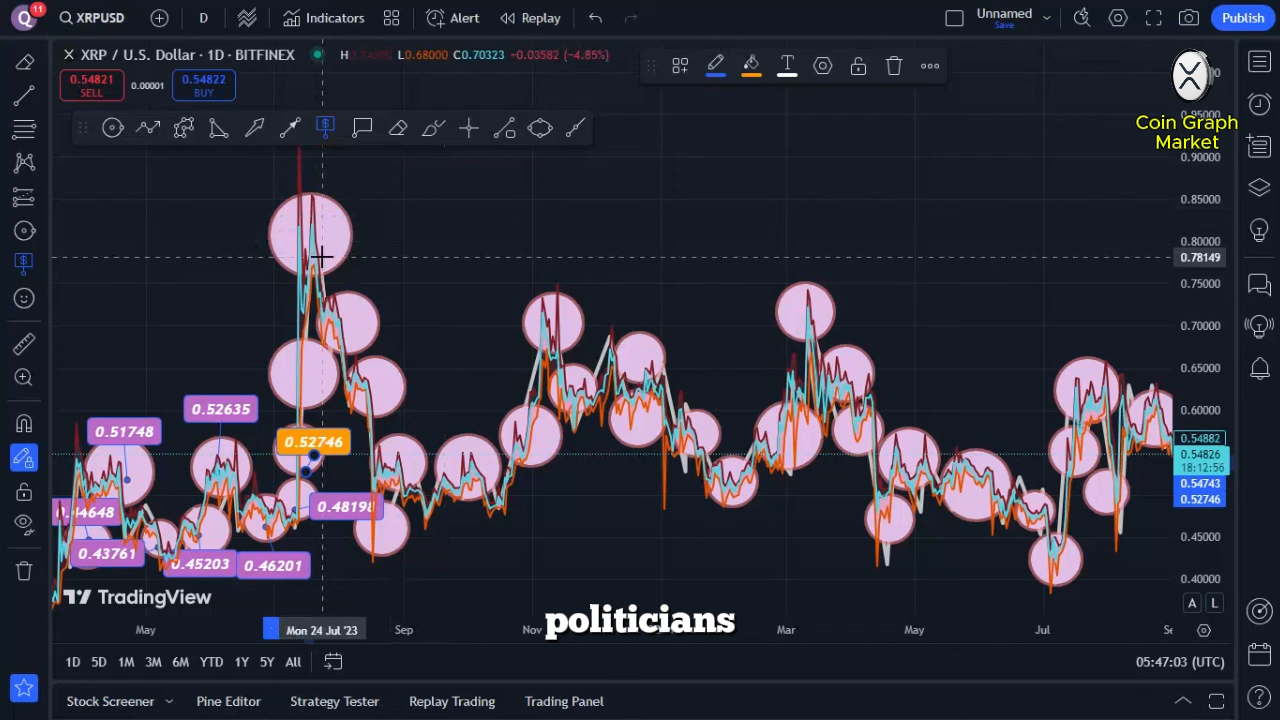 Q 11 XRPUSD D Indicators Alert Replay Unnamed Save Publish
XRP / U.S. Dollar · 1D · BITFINEX H L0.68000 C0.70323 -0.03582 (-4.85%)
0.54821 SELL 0.00001 0.54822 BUY
Coin Graph
Market
0.95000
0.90000
0.85000
0.80000
0.78149
0.75000
0.70000
0.65000
0.60000
0.54882
0.54826
18:12:56
0.54743
0.52746
0.45000
0.40000
0.52635
0.51748
0.52746
0.48198
0.43761
0.45203
0.46201
TradingView
A L
politicians
May Mon 24 Jul '23 Sep Nov Mar May Jul
1D 5D 1M 3M 6M YTD 1Y 5Y All 05:47:03 (UTC)
Stock Screener Pine Editor Strategy Tester Replay Trading Trading Panel